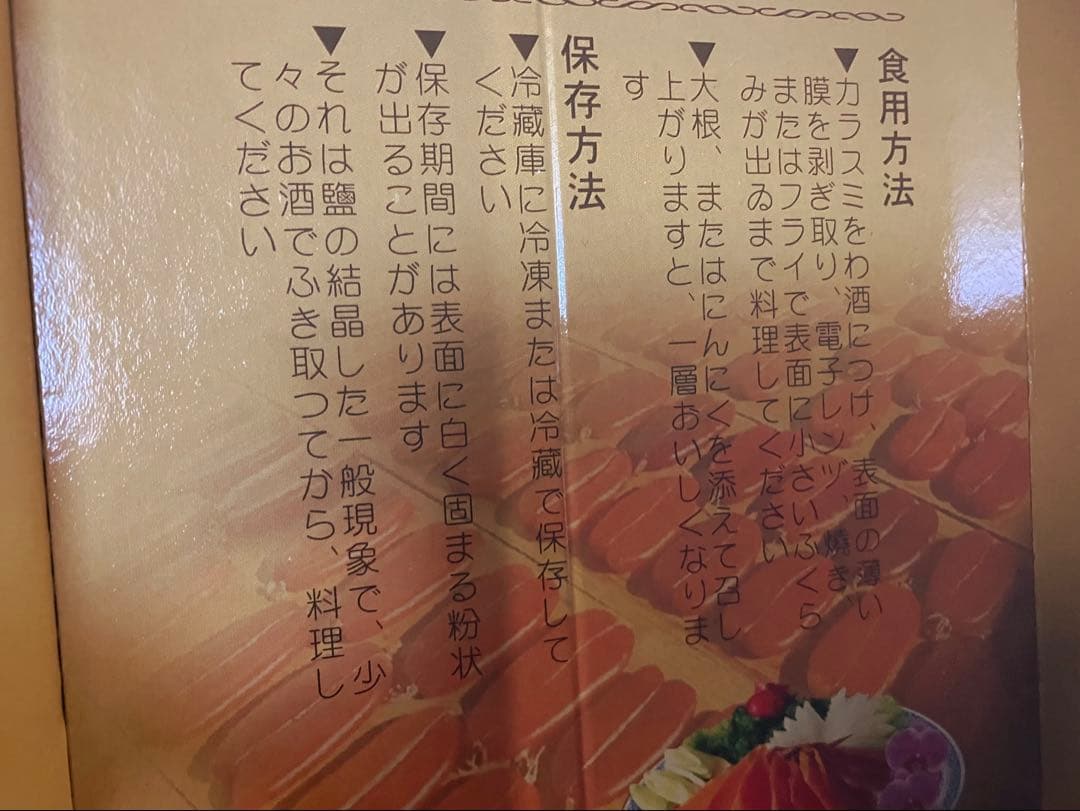 食用方法
▼カラスミをわ酒につけ、表面の薄い
膜を剥ぎ取り、電子レンヅ、燒き、
またはフライで表面に小さいふくら
みが出ゐまで料理してください
▼大根、またはにんにくを添えて召し
上がりますと、一層おいしくなりま
す
保存方法
▼冷藏庫に冷凍または冷藏で保存して
ください
▼保存期間には表面に白く固まる粉状
が出ることがあります
▼それは鹽の結晶した一般現象で、少
々のお酒でふき取つてから、料理し
てください